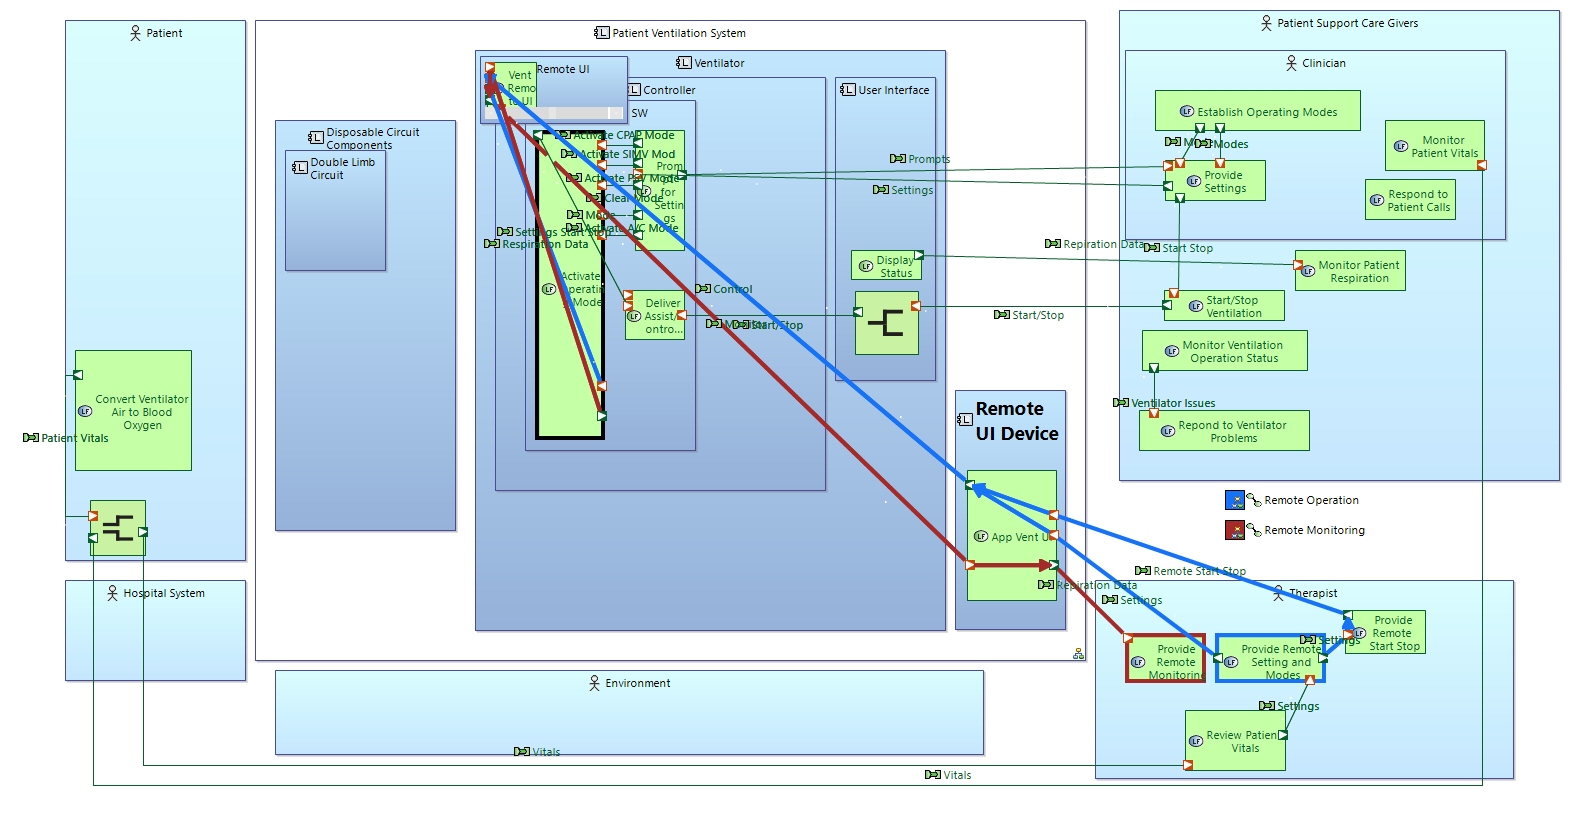 Patient
Patient Ventilation System
Patient Support Care Givers
Ventilator
Clinician
Remote UI
Vent
Remo
te UI
Controller
User Interface
SW
Establish Operating Modes
Disposable Circuit
Components
Activate CPAP Mode
Modes
Monitor
Patient Vitals
Double Limb
Circuit
Activate SIMV Mod
Prompts
Activate PSV Mode
Prom
pt
for
Settin
gs
Provide
Settings
Settings
Clear Mode
Respond to
Patient Calls
Mode
Activate A/C Mode
Settings Start Stop
Respiration Data
Repiration Data
Start Stop
Display
Status
Monitor Patient
Respiration
Activate
Mode
Control
Deliver
Assist/
ontro...
Start/Stop
Start/Stop
Start/Stop
Ventilation
Monitor Ventilation
Operation Status
Convert Ventilator
Air to Blood
Oxygen
Ventilator Issues
Remote
UI Device
Respond to Ventilator
Problems
Patient Vitals
Remote Operation
Remote Monitoring
App Vent U
Remote Start Stop
Repiration Data
Settings
Hospital System
Therapist
Provide
Remote
Start Stop
Settings
Provide
Remote
Monitoring
Provide Remote
Setting and
Modes
Environment
Settings
Review Patien
Vitals
Vitals
Vitals